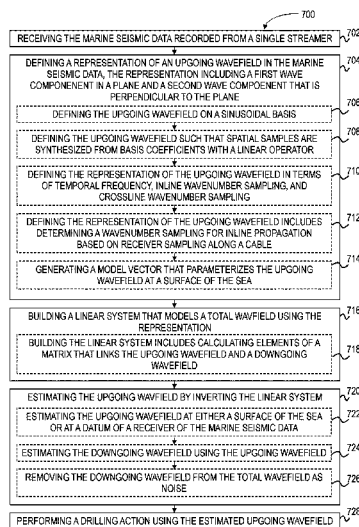 700
RECEIVING THE MARINE SEISMIC DATA RECORDED FROM A SINGLE STREAMER
702
DEFINING A REPRESENTATION OF AN UPGOING WAVEFIELD IN THE MARINE
704
SEISMIC DATA, THE REPRESENTATION INCLUDING A FIRST WAVE
COMPONENENT IN A PLANE AND A SECOND WAVE CPOMPOENT THAT IS
PERPENDICULAR TO THE PLANE
706
DEFINING THE UPGOING WAVEFIELD ON A SINUSOIDAL BASIS
708
DEFINING THE UPGOING WAVEFIELD SUCH THAT SPATIAL SAMPLES ARE
SYNTHESIZED FROM BASIS COEFFICIENTS WITH A LINEAR OPERATOR
710
DEFINING THE REPRESENTATION OF THE UPGOING WAVEFIELD IN TERMS
OF TEMPORAL FREQUENCY, INLINE WAVENUMBER SAMPLING, AND
CROSSLINE WAVENUMBER SAMPLING
712
DEFINING THE REPRESENTATION OF THE UPGOING WAVEFIELD INCLUDES
DETERMINING A WAVENUMBER SAMPLING FOR INLINE PROPAGATION
BASED ON RECEIVER SAMPLING ALONG A CABLE
714
GENERATING A MODEL VECTOR THAT PARAMETERIZES THE UPGOING
WAVEFIELD AT A SURFACE OF THE SEA
716
BUILDING A LINEAR SYSTEM THAT MODELS A TOTAL WAVFIELD USING THE
REPRESENTATION
718
BUILDING THE LINEAR SYSTEM INCLUDES CALCULATING ELEMENTS OF A
MATRIX THAT LINKS THE UPGOING WAVEFIELD AND A DOWNGOING
WAVEFIELD
720
ESTIMATING THE UPGOING WAVFIELD BY INVERTING THE LINEAR SYSTEM
722
ESTIMATING THE UPGOING WAVEFIELD AT EITHER A SURFACE OF THE SEA
OR AT A DATUM OF A RECEIVER OF THE MARINE SEISMIC DATA
724
ESTIMATING THE DOWNGOING WAVEFIELD USING THE UPGOING WAVEFIELD
726
REMOVING THE DOWNGOING WAVEFIELD FROM THE TOTAL WAVEFIELD AS
NOISE
728
PERFORMING A DRILLING ACTION USING THE ESTIMATED UPGOING WAVEFIELD